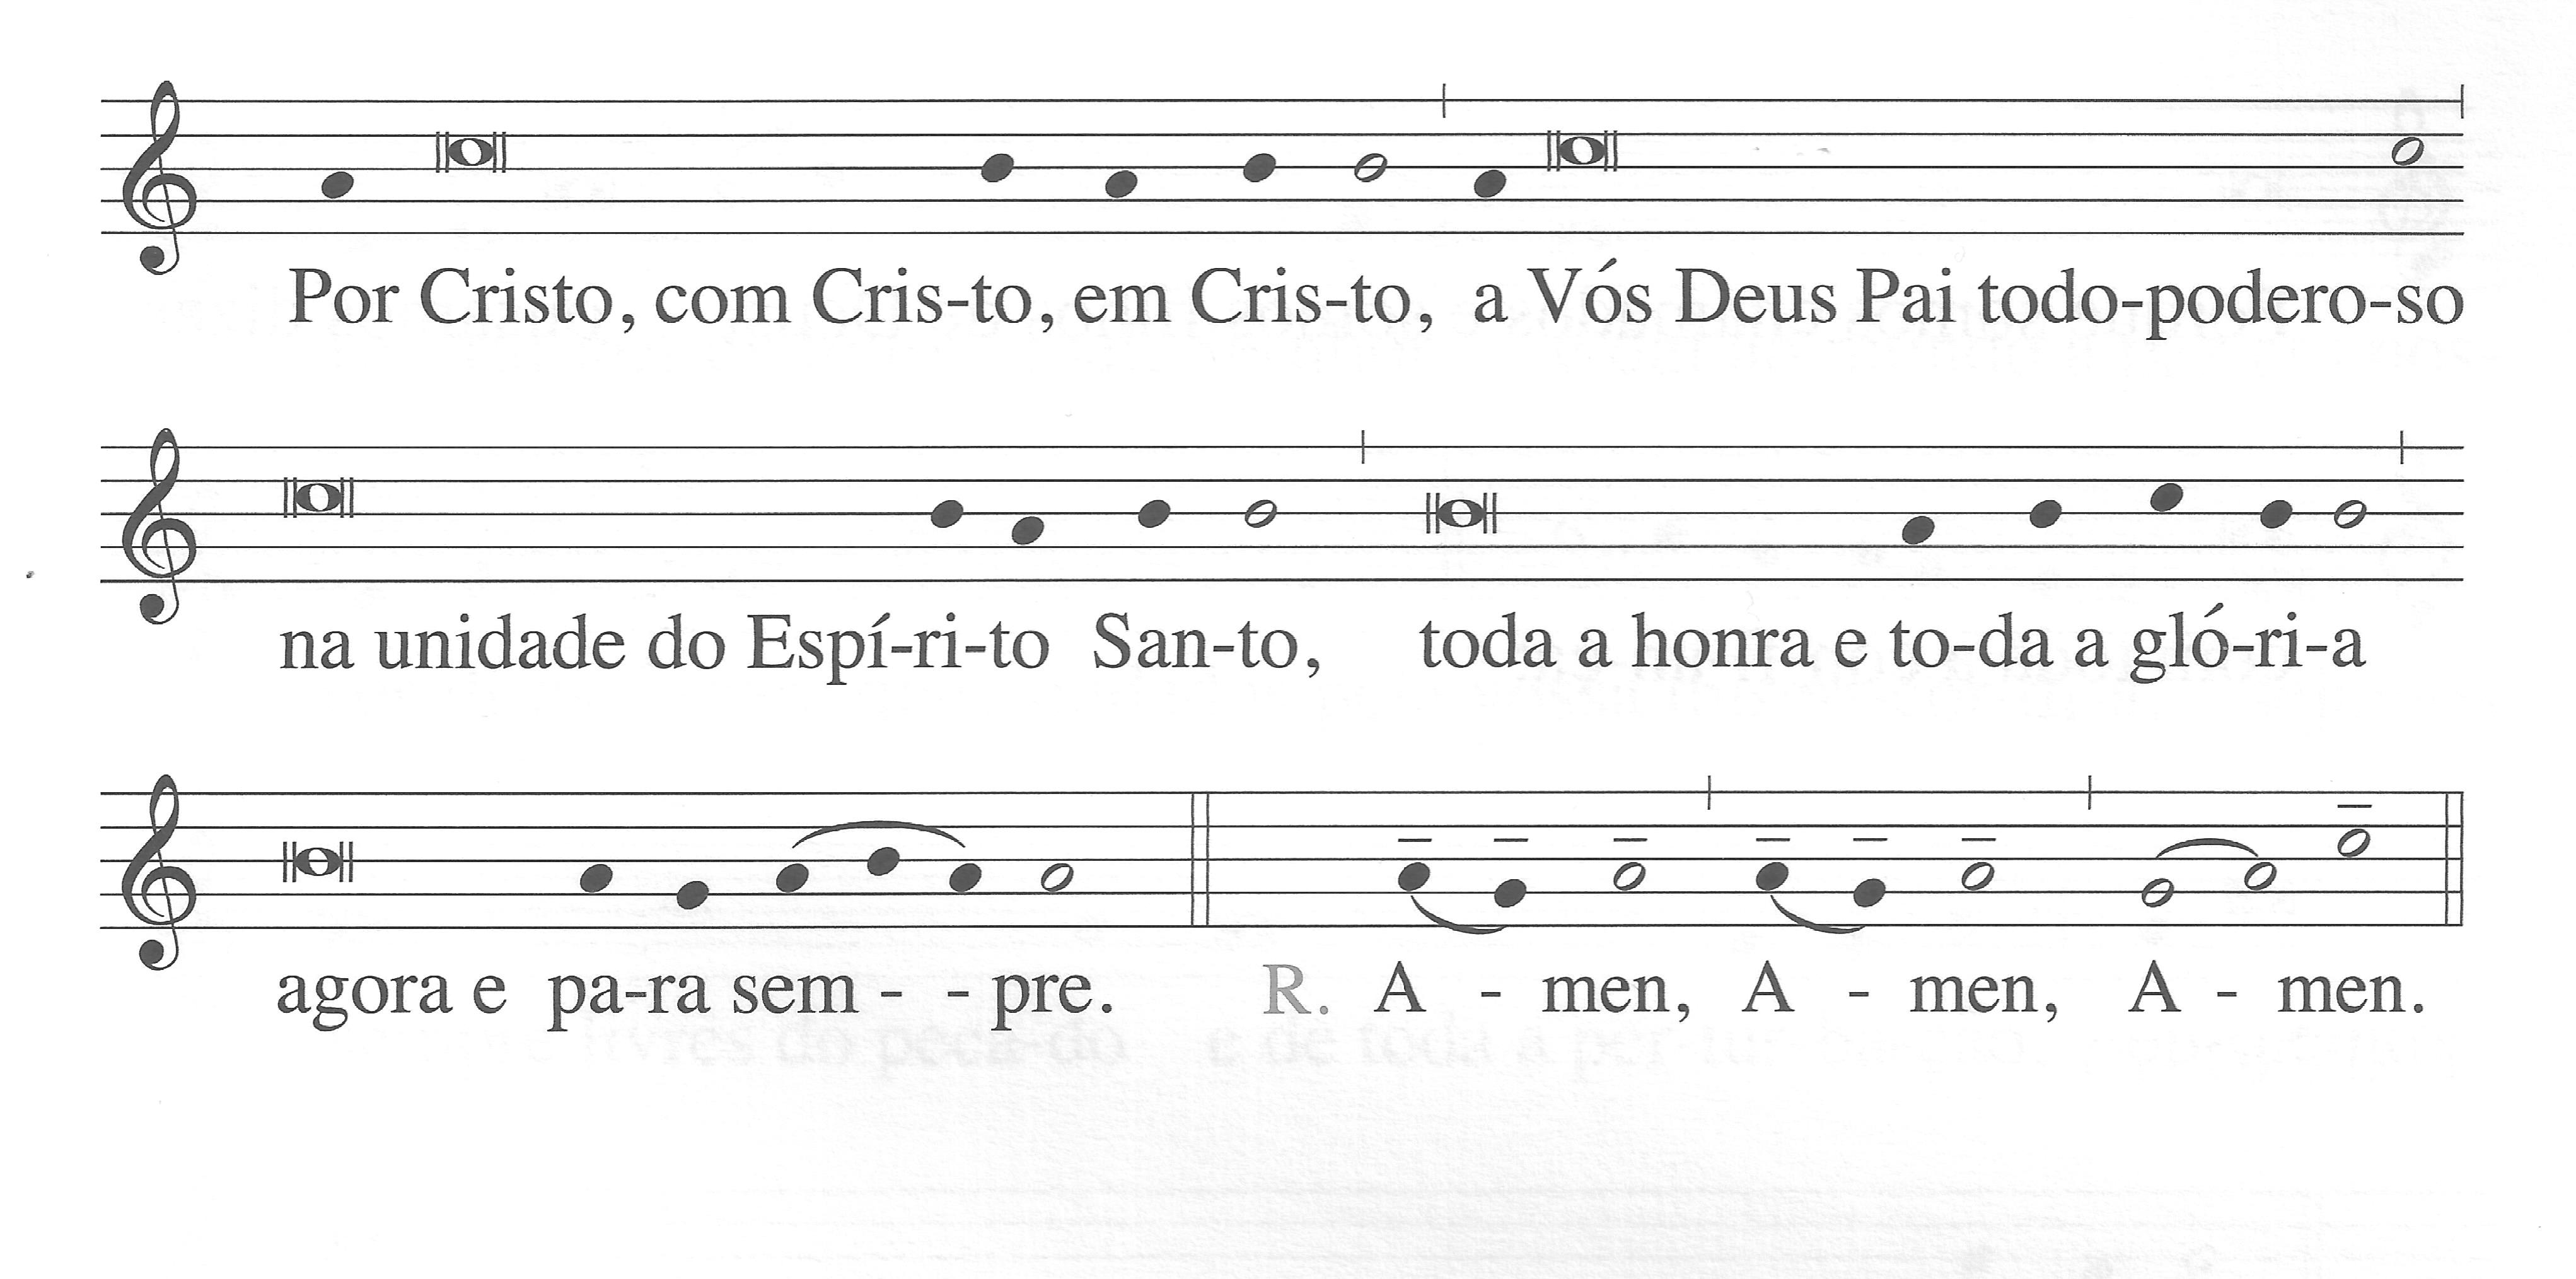 Por Cristo, com Cris-to, em Cris-to, a Vós Deus Pai todo-podero-so
na unidade do Espí-ri-to San-to, toda a honra e to-da a gló-ri-a
agora e pa-ra sem - - pre. R. A - men, A - men, A - men.